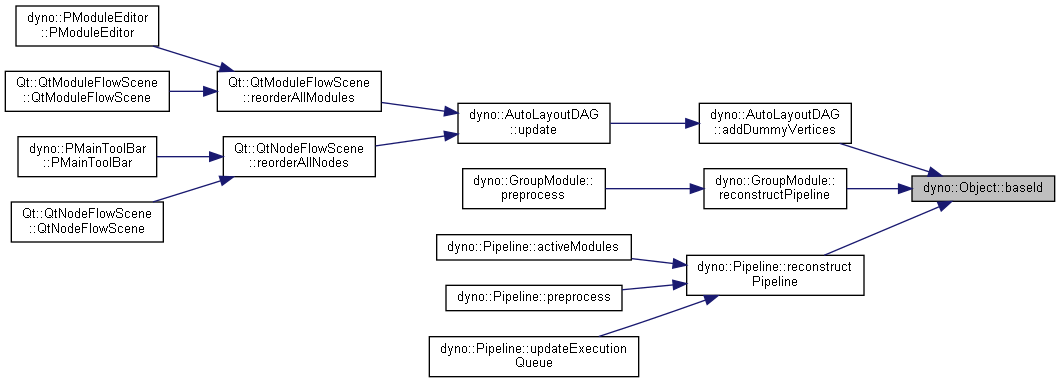 dyno::PModuleEditor
::PModuleEditor
Qt::QtModuleFlowScene
::QtModuleFlowScene
Qt::QtModuleFlowScene
::reorderAllModules
dyno::AutoLayoutDAG
::update
dyno::AutoLayoutDAG
::addDummyVertices
dyno::PMainToolBar
::PMainToolBar
Qt::QtNodeFlowScene
::reorderAllNodes
Qt::QtNodeFlowScene
::QtNodeFlowScene
dyno::GroupModule::
preprocess
dyno::GroupModule::
reconstructPipeline
dyno::Object::baseId
dyno::Pipeline::activeModules
dyno::Pipeline::reconstruct
Pipeline
dyno::Pipeline::preprocess
dyno::Pipeline::updateExecution
Queue